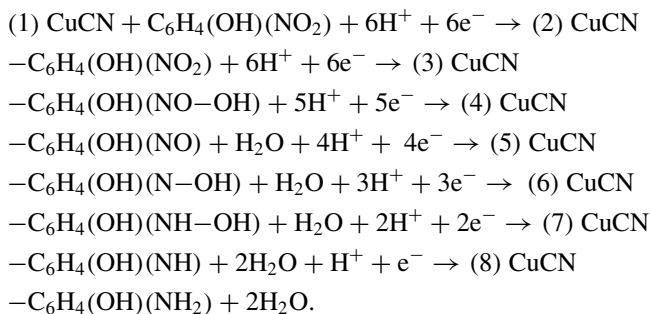 (1) CuCN + C₆H₄(OH)(NO₂) + 6H⁺ + 6e⁻ → (2) CuCN
−C₆H₄(OH)(NO₂) + 6H⁺ + 6e⁻ → (3) CuCN
−C₆H₄(OH)(NO−OH) + 5H⁺ + 5e⁻ → (4) CuCN
−C₆H₄(OH)(NO) + H₂O + 4H⁺ + 4e⁻ → (5) CuCN
−C₆H₄(OH)(N−OH) + H₂O + 3H⁺ + 3e⁻ → (6) CuCN
−C₆H₄(OH)(NH−OH) + H₂O + 2H⁺ + 2e⁻ → (7) CuCN
−C₆H₄(OH)(NH) + 2H₂O + H⁺ + e⁻ → (8) CuCN
−C₆H₄(OH)(NH₂) + 2H₂O.